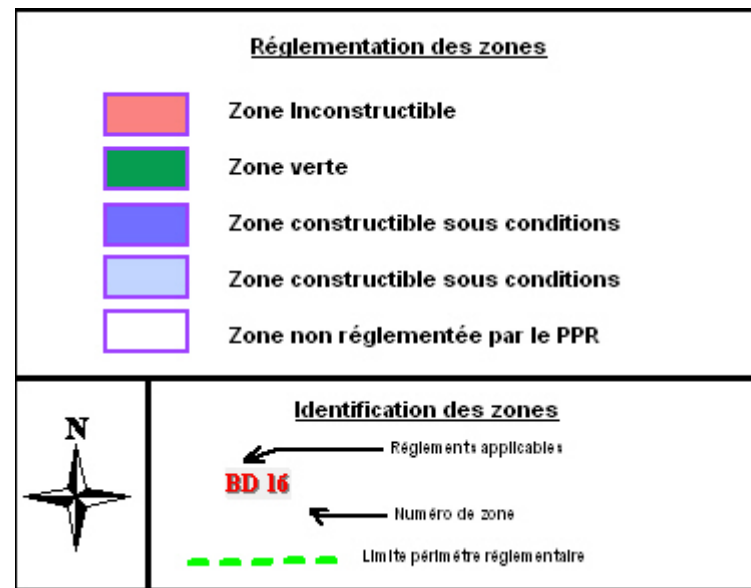 Réglementation des zones
Zone Inconstructible
Zone verte
Zone constructible sous conditions
Zone constructible sous conditions
Zone non réglementée par le PPR
N
Identification des zones
Réglements applicables
BD 16
Numéro de zone
Limite périmètre réglementaire